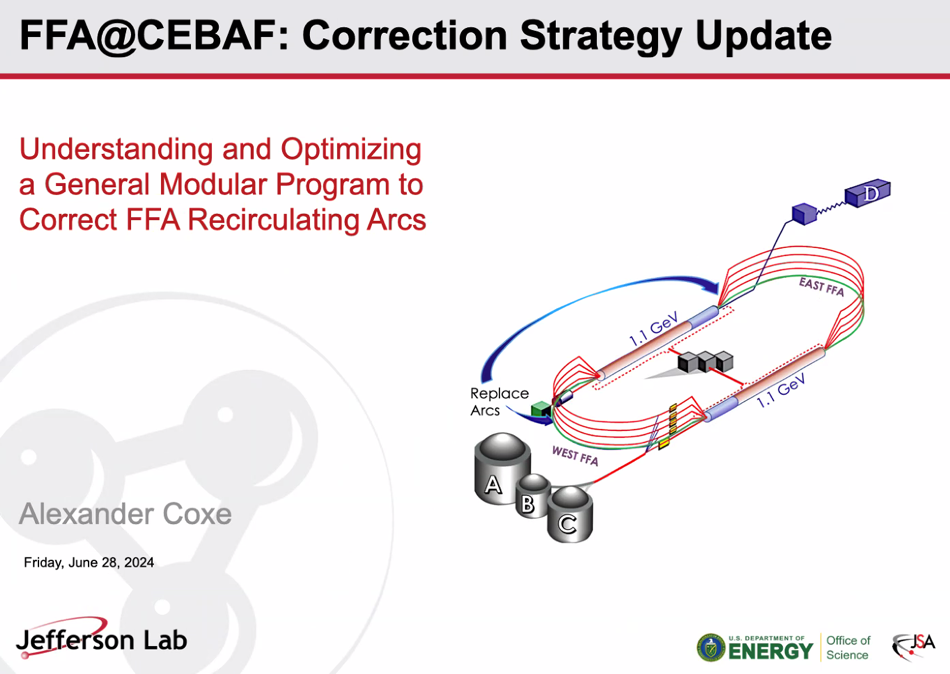 FFA@CEBAF: Correction Strategy Update
Understanding and Optimizing
a General Modular Program to
Correct FFA Recirculating Arcs
D
EAST FFA
1.1 GeV
1.1 GeV
Replace
Arcs
WEST FFA
A
B
C
Alexander Coxe
Friday, June 28, 2024
Jefferson Lab
U.S. DEPARTMENT OF
ENERGY
Office of
Science
JSA